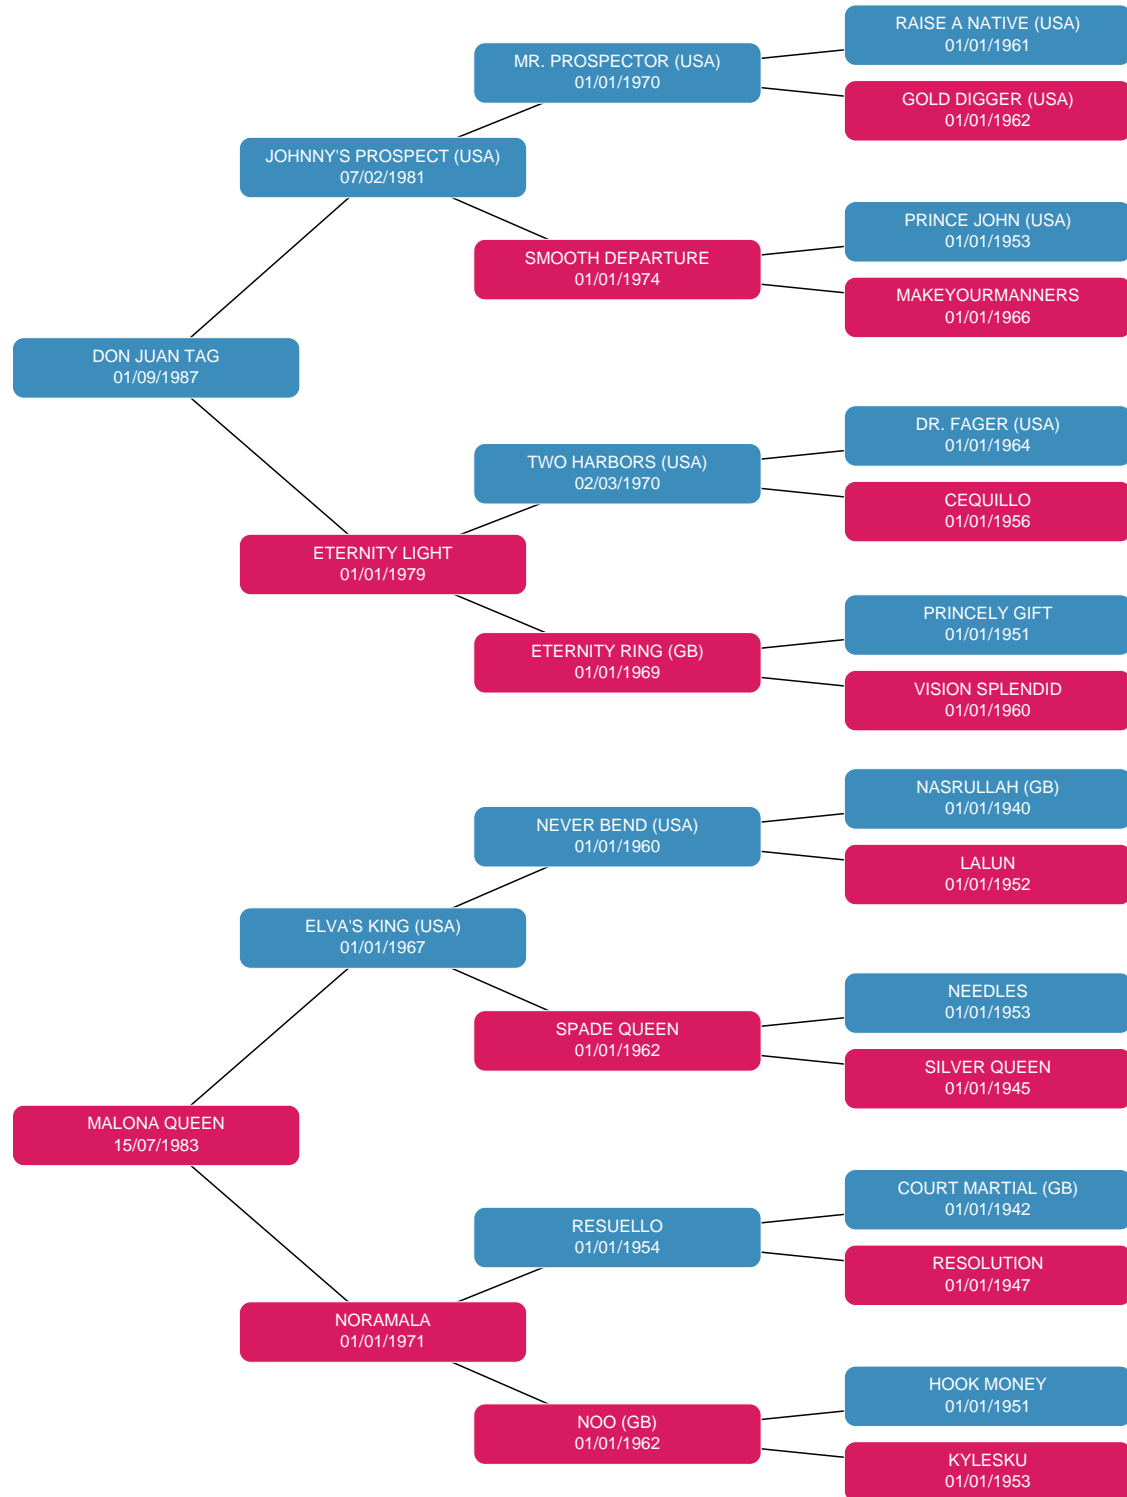 RAISE A NATIVE (USA)
01/01/1961
MR. PROSPECTOR (USA)
01/01/1970
GOLD DIGGER (USA)
01/01/1962
JOHNNY'S PROSPECT (USA)
07/02/1981
PRINCE JOHN (USA)
01/01/1953
SMOOTH DEPARTURE
01/01/1974
MAKEYOURMANNERS
01/01/1966
DON JUAN TAG
01/09/1987
DR. FAGER (USA)
01/01/1964
TWO HARBORS (USA)
02/03/1970
CEQUILLO
01/01/1956
ETERNITY LIGHT
01/01/1979
PRINCELY GIFT
01/01/1951
ETERNITY RING (GB)
01/01/1969
VISION SPLENDID
01/01/1960
NASRULLAH (GB)
01/01/1940
NEVER BEND (USA)
01/01/1960
LALUN
01/01/1952
ELVA'S KING (USA)
01/01/1967
NEEDLES
01/01/1953
SPADE QUEEN
01/01/1962
SILVER QUEEN
01/01/1945
MALONA QUEEN
15/07/1983
COURT MARTIAL (GB)
01/01/1942
RESUELLO
01/01/1954
RESOLUTION
01/01/1947
NORAMALA
01/01/1971
HOOK MONEY
01/01/1951
NOO (GB)
01/01/1962
KYLESKU
01/01/1953